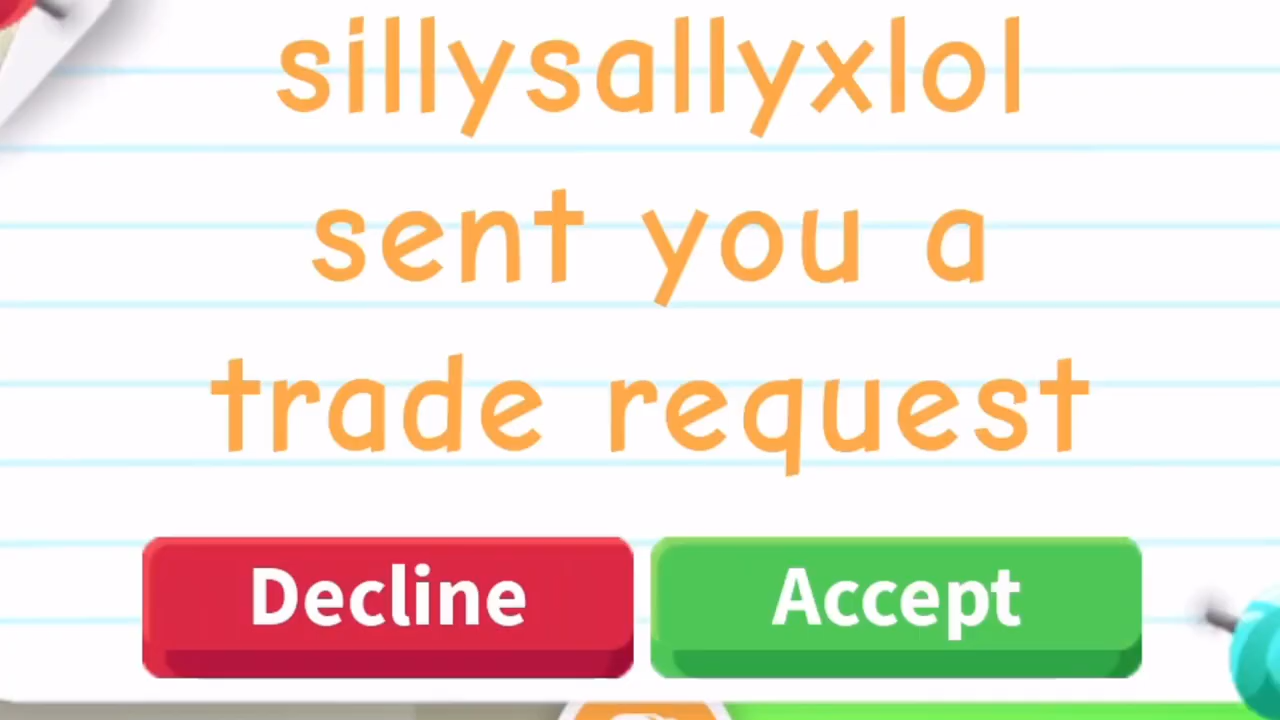 sillysallyxlol
sent you a
trade request
Decline Accept